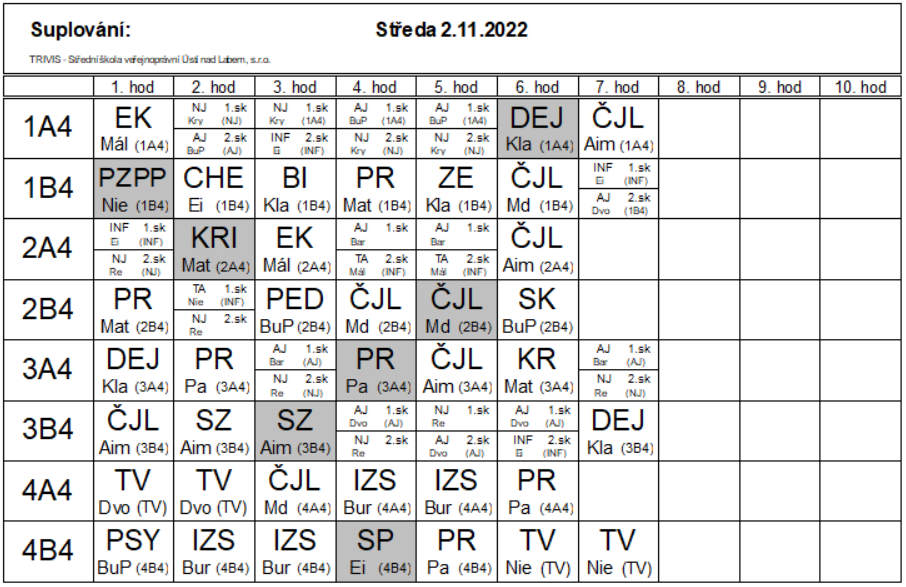 Suplování: Středa 2.11.2022
TRIVIS - Střední škola veřejnoprávní Ústí nad Labem, s.r.o.
1. hod 2. hod 3. hod 4. hod 5. hod 6. hod 7. hod 8. hod 9. hod 10. hod
1A4
EK
Mál (1A4)
NJ 1.sk
Kry (NJ)
AJ 2.sk
BuP (AJ)
NJ 1.sk
Kry (1A4)
INF 2.sk
Ei (INF)
AJ 1.sk
BuP (1A4)
NJ 2.sk
Kry (NJ)
AJ 1.sk
BuP (1A4)
NJ 2.sk
Kry (NJ)
DEJ
Kla (1A4)
ČJL
Aim (1A4)
1B4
PZPP
Nie (1B4)
CHE
Ei (1B4)
BI
Kla (1B4)
PR
Mat (1B4)
ZE
Kla (1B4)
ČJL
Md (1B4)
INF 1.sk
Ei (INF)
AJ 2.sk
Dvo (1B4)
2A4
INF 1.sk
Ei (INF)
NJ 2.sk
Re (NJ)
KRI
Mat (2A4)
EK
Mál (2A4)
AJ 1.sk
Bar
TA 2.sk
Mál (INF)
AJ 1.sk
Bar
TA 2.sk
Mál (INF)
ČJL
Aim (2A4)
2B4
PR
Mat (2B4)
TA 1.sk
Nie (INF)
NJ 2.sk
Re
PED
BuP (2B4)
ČJL
Md (2B4)
ČJL
Md (2B4)
SK
BuP (2B4)
3A4
DEJ
Kla (3A4)
PR
Pa (3A4)
AJ 1.sk
Bar (AJ)
NJ 2.sk
Re (NJ)
PR
Pa (3A4)
ČJL
Aim (3A4)
KR
Mat (3A4)
AJ 1.sk
Bar (AJ)
NJ 2.sk
Re (NJ)
3B4
ČJL
Aim (3B4)
SZ
Aim (3B4)
SZ
Aim (3B4)
AJ 1.sk
Dvo (AJ)
NJ 2.sk
Re
NJ 1.sk
Re
AJ 2.sk
Dvo (AJ)
AJ 1.sk
Dvo (AJ)
INF 2.sk
Ei (INF)
DEJ
Kla (3B4)
4A4
TV
Dvo (TV)
TV
Dvo (TV)
ČJL
Md (4A4)
IZS
Bur (4A4)
IZS
Bur (4A4)
PR
Pa (4A4)
4B4
PSY
BuP (4B4)
IZS
Bur (4B4)
IZS
Bur (4B4)
SP
Ei (4B4)
PR
Pa (4B4)
TV
Nie (TV)
TV
Nie (TV)